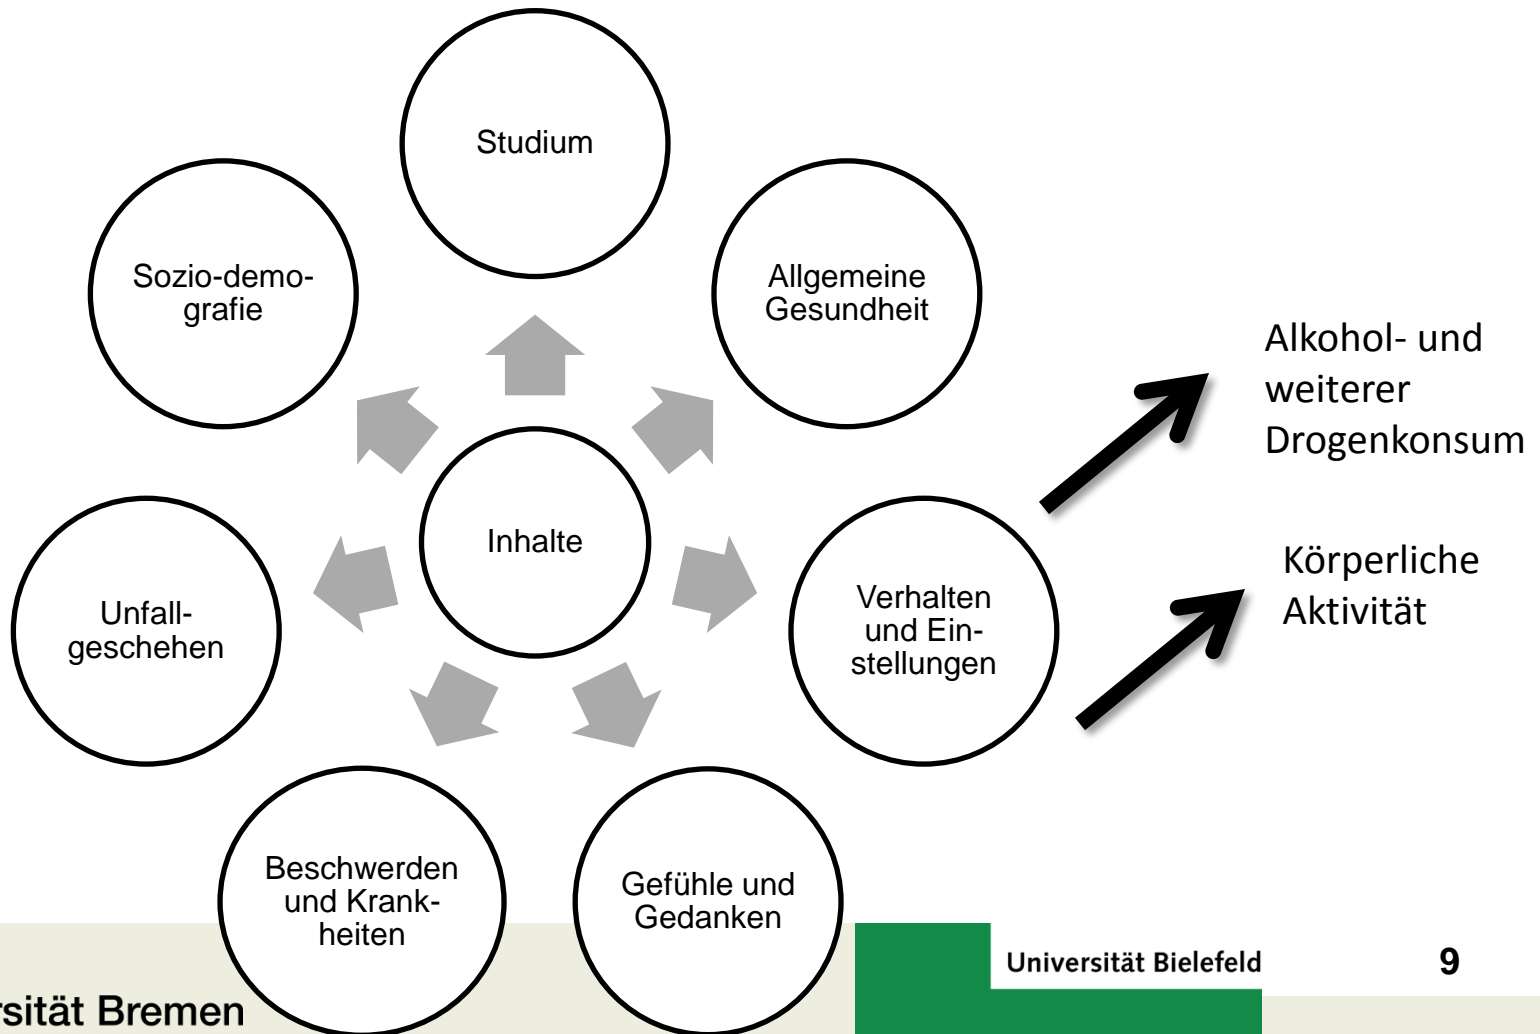 Studium
Sozio-demo-
grafie
Allgemeine
Gesundheit
Alkohol- und
weiterer
Drogenkonsum
Inhalte
Unfall-
geschehen
Verhalten
und Ein-
stellungen
Körperliche
Aktivität
Beschwerden
und Krank-
heiten
Gefühle und
Gedanken
Universität Bielefeld
9
rsität Bremen